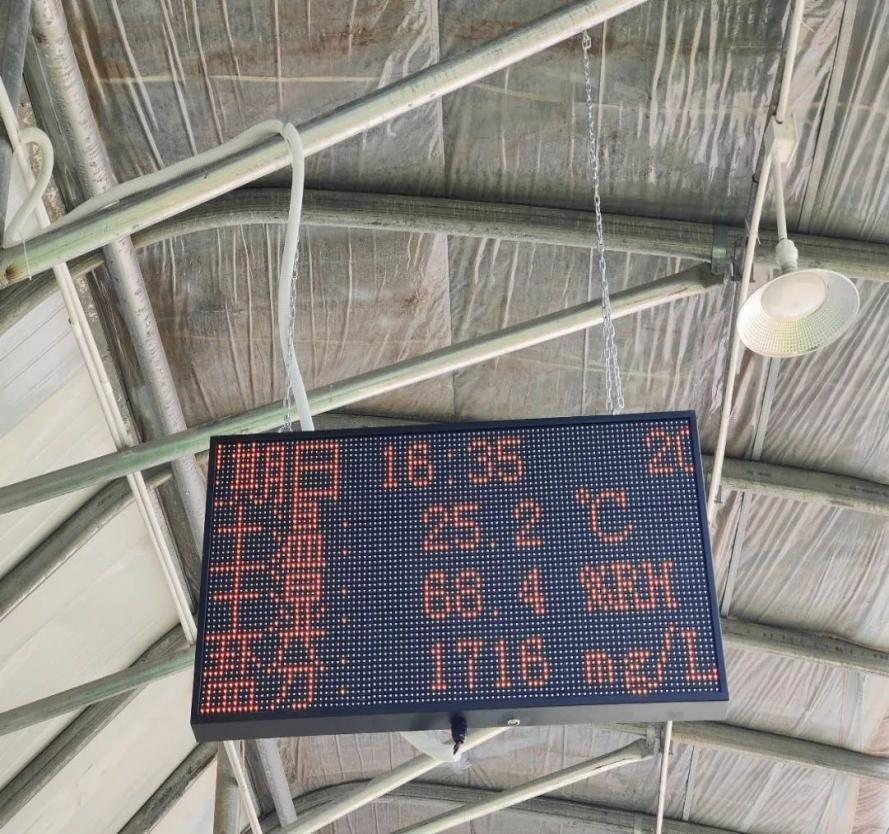 期日 16:35 20
土温: 25.2 ℃
土湿: 68.4 %RH
盐分: 1716 mg/L